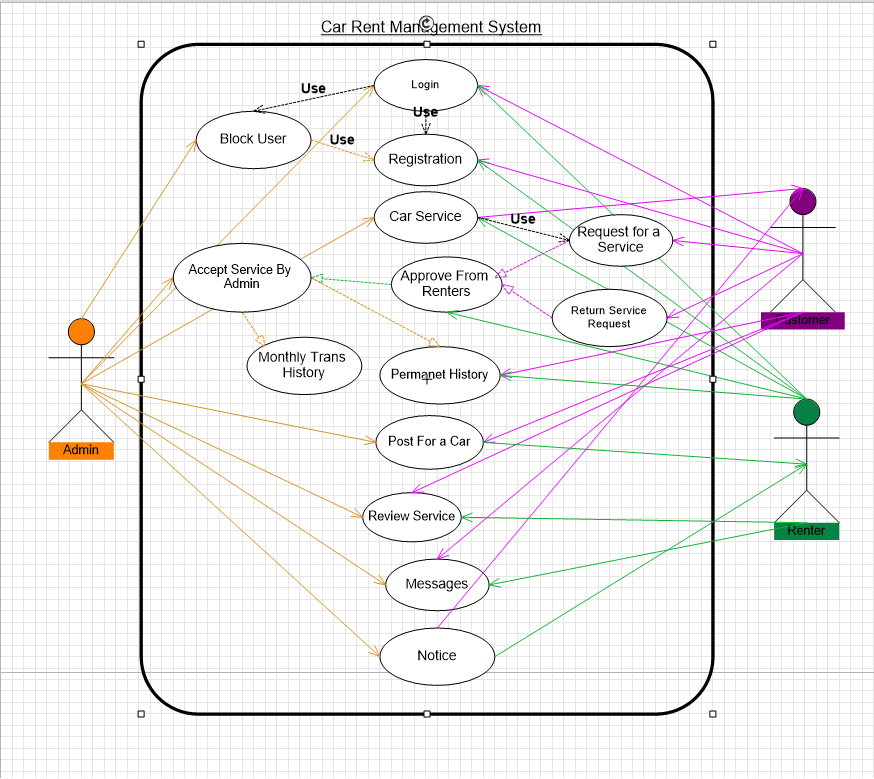 Car Rent Management System
Login
Use
Use
Block User
Use
Registration
Car Service
Use
Request for a
Service
Accept Service By
Admin
Approve From
Renters
Return Service
Request
Customer
Monthly Trans
History
Permanet History
Post For a Car
Admin
Review Service
Renter
Messages
Notice